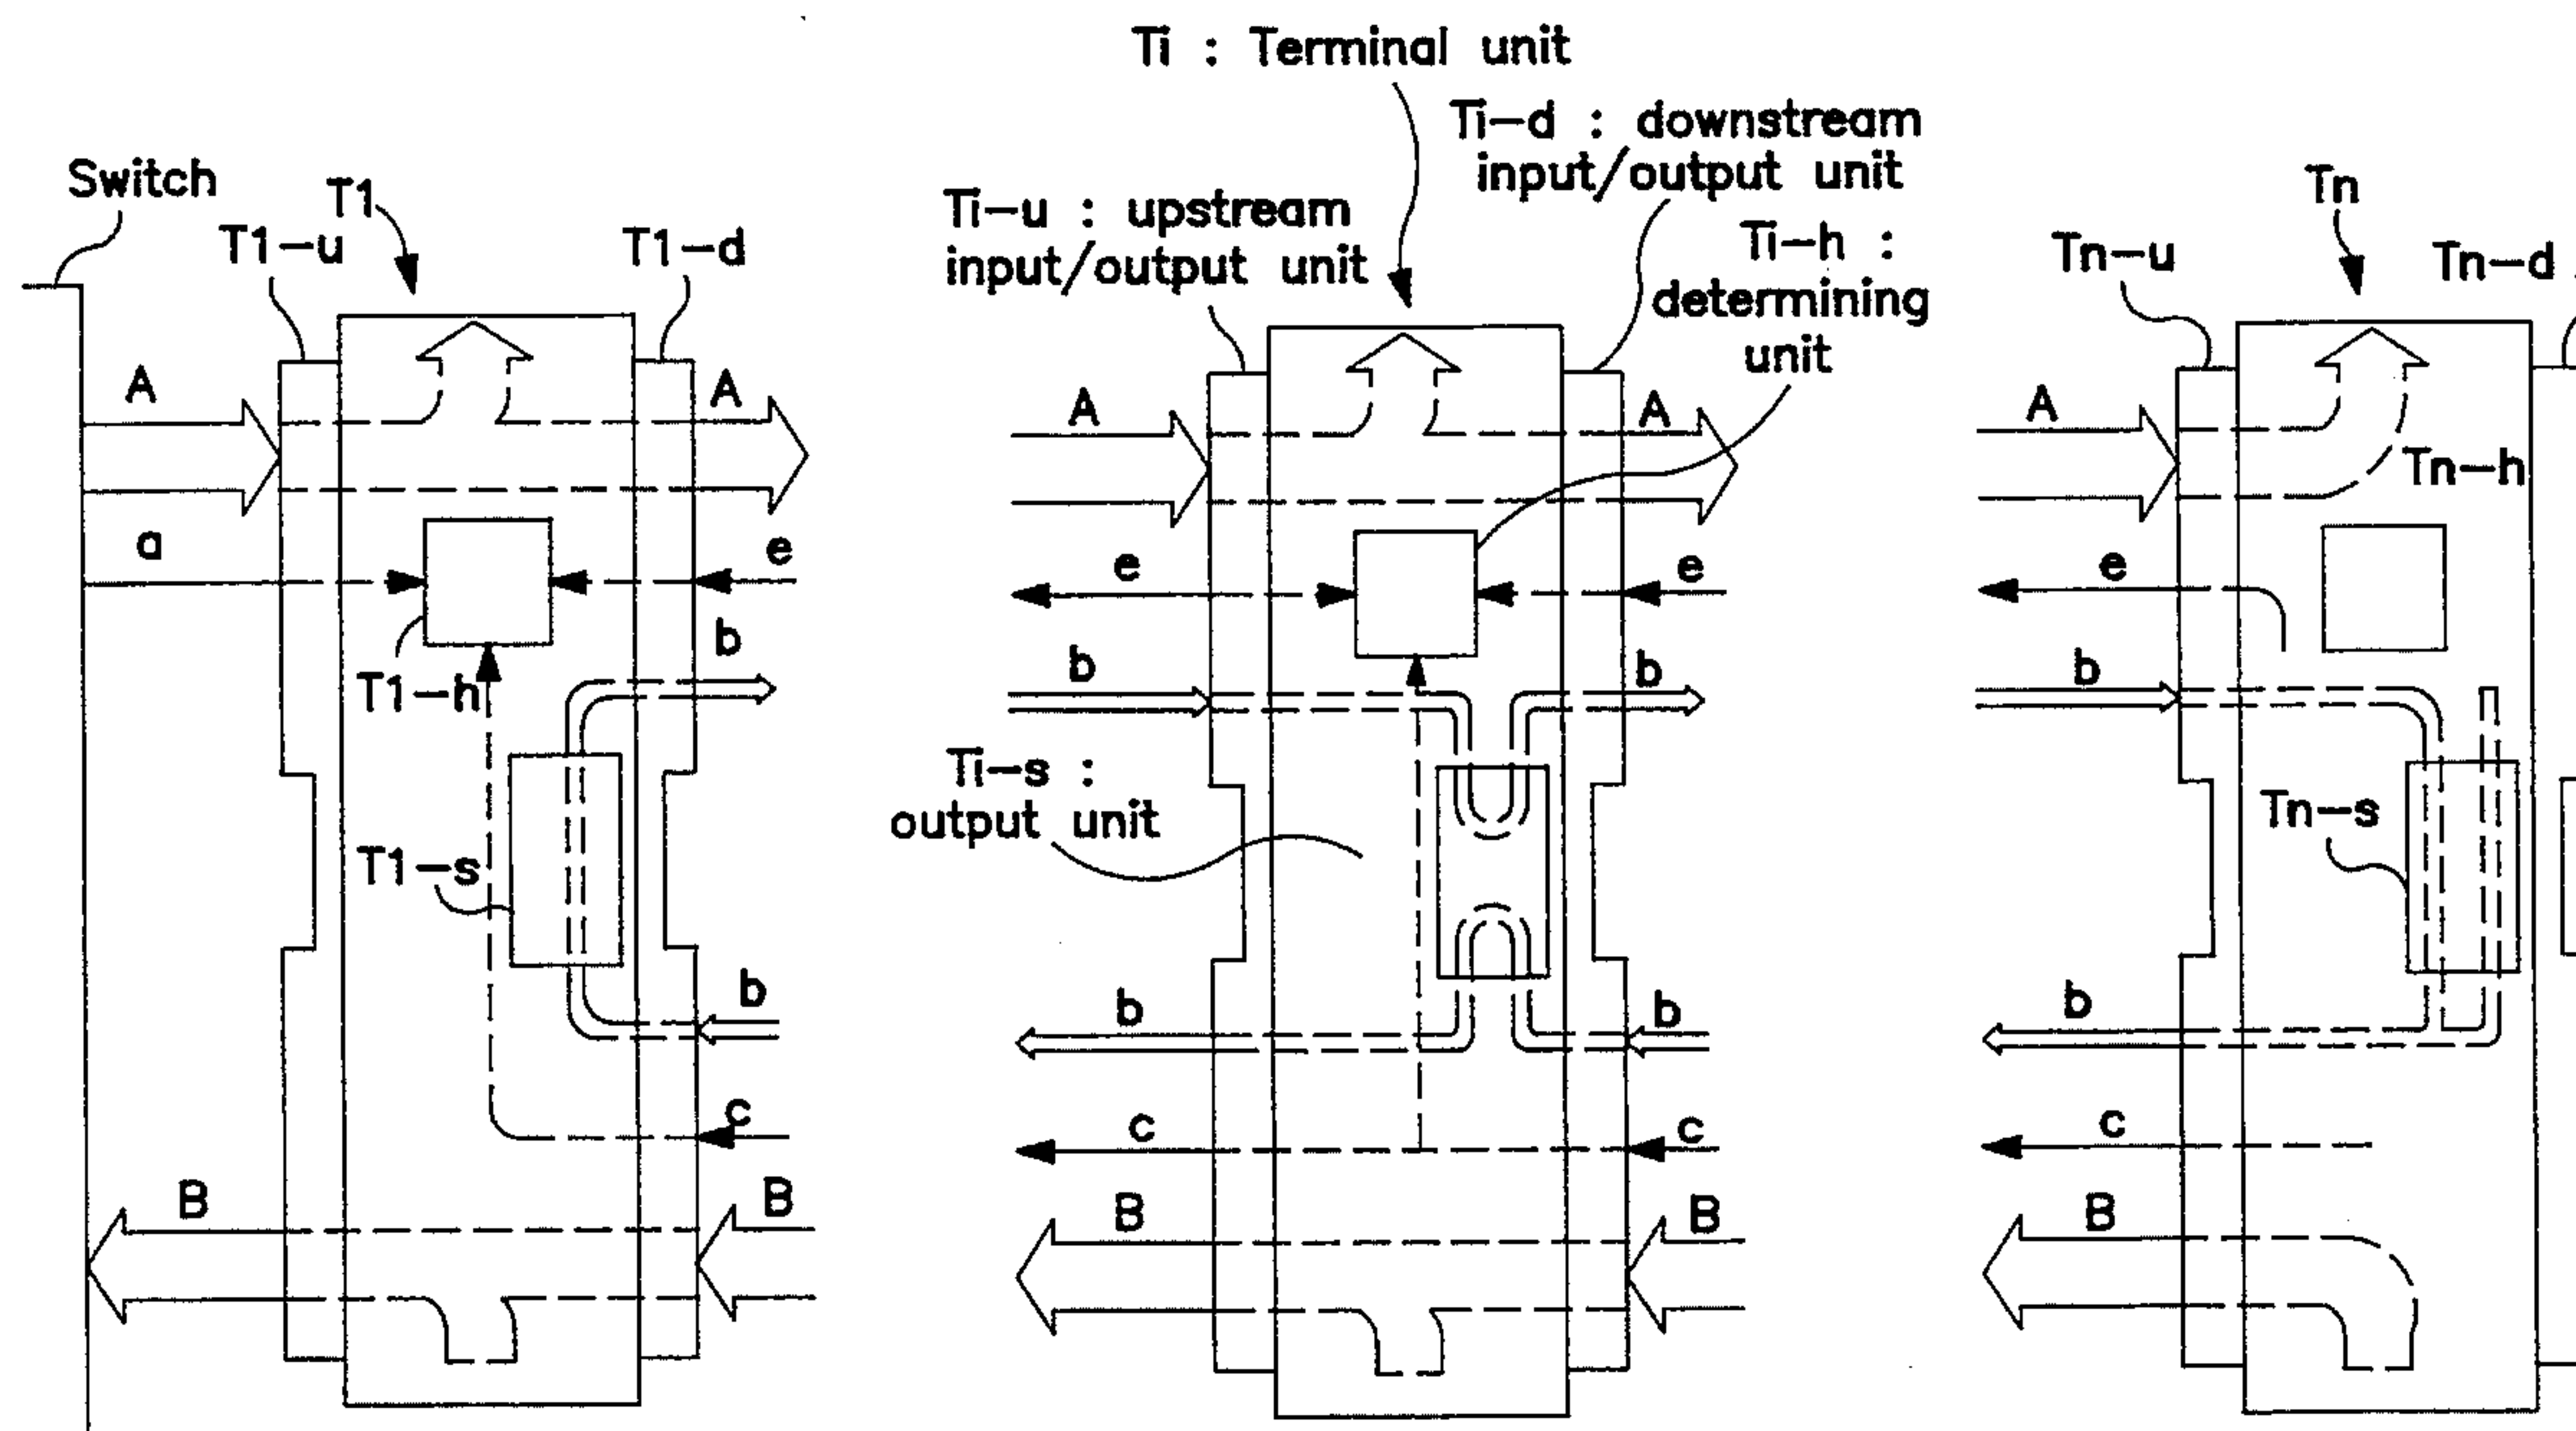 Ti : Terminal unit
Ti-d : downstream
input/output unit
Switch
T1
T1-u
T1-d
Ti-u : upstream
input/output unit
Ti-h :
determining
unit
Tn
Tn-u
Tn-d
A
A
A
A
A
Tn-h
a
e
e
e
e
b
b
b
b
T1-h
Ti-s :
output unit
T1-s
Tn-s
b
b
b
b
c
c
c
c
B
B
B
B
B